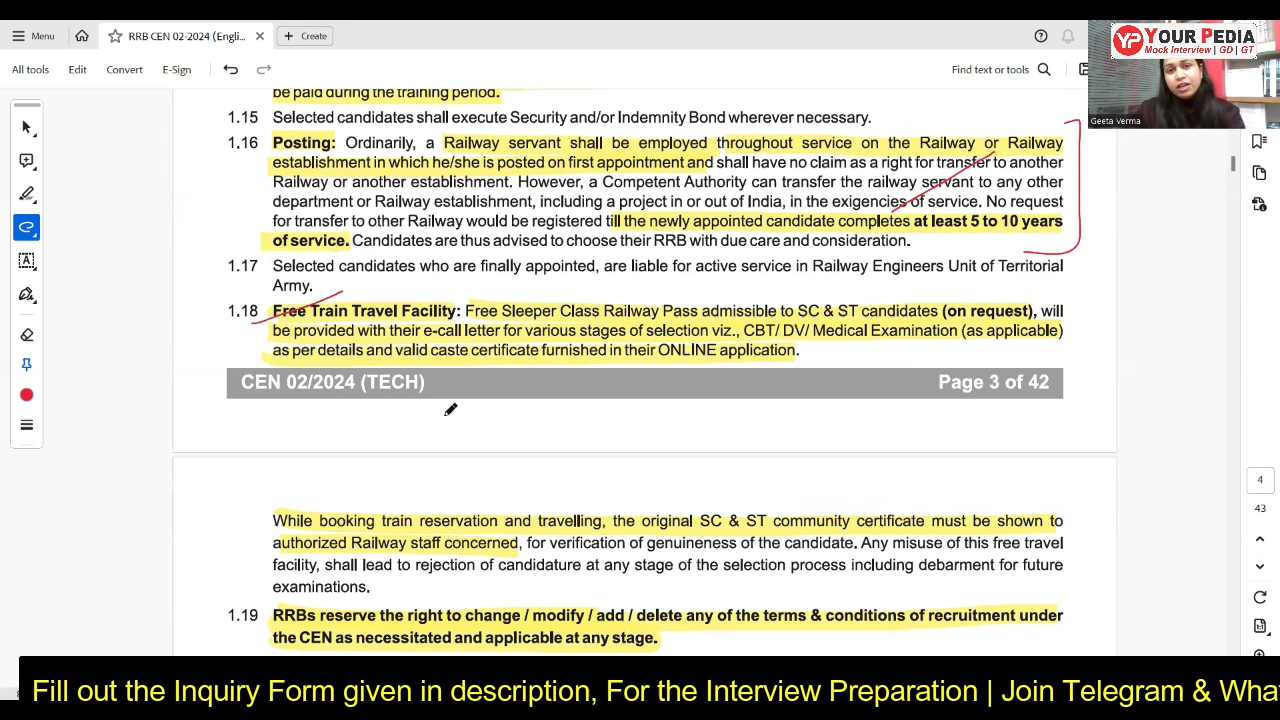 Menu
RRB CEN 02-2024 (Engli...
Create
YP YOUR PEDIA
Mock Interview | GD | GT
All tools
Edit
Convert
E-Sign
Find text or tools
Geeta Verma
be paid during the training period.
1.15 Selected candidates shall execute Security and/or Indemnity Bond wherever necessary.
1.16 Posting: Ordinarily, a Railway servant shall be employed throughout service on the Railway or Railway
establishment in which he/she is posted on first appointment and shall have no claim as a right for transfer to another
Railway or another establishment. However, a Competent Authority can transfer the railway servant to any other
department or Railway establishment, including a project in or out of India, in the exigencies of service. No request
for transfer to other Railway would be registered till the newly appointed candidate completes at least 5 to 10 years
of service. Candidates are thus advised to choose their RRB with due care and consideration.
1.17 Selected candidates who are finally appointed, are liable for active service in Railway Engineers Unit of Territorial
Army.
1.18 Free Train Travel Facility: Free Sleeper Class Railway Pass admissible to SC & ST candidates (on request), will
be provided with their e-call letter for various stages of selection viz., CBT/ DV/ Medical Examination (as applicable)
as per details and valid caste certificate furnished in their ONLINE application.
CEN 02/2024 (TECH) Page 3 of 42
4
43
While booking train reservation and travelling, the original SC & ST community certificate must be shown to
authorized Railway staff concerned, for verification of genuineness of the candidate. Any misuse of this free travel
facility, shall lead to rejection of candidature at any stage of the selection process including debarment for future
examinations.
1.19 RRBs reserve the right to change / modify / add / delete any of the terms & conditions of recruitment under
the CEN as necessitated and applicable at any stage.
Fill out the Inquiry Form given in description, For the Interview Preparation | Join Telegram & Wha